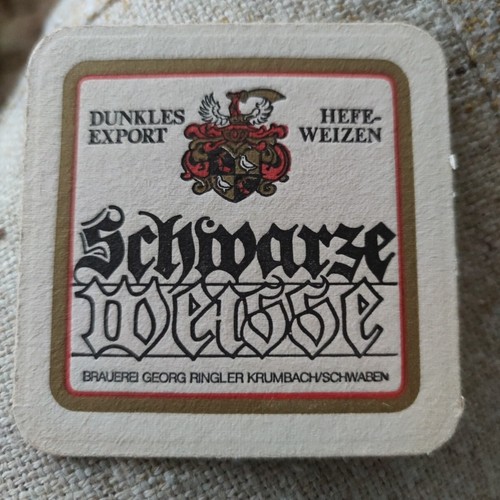 DUNKLES
EXPORT
HEFE-
WEIZEN
Schwarze
Weisse
BRAUEREI GEORG RINGLER KRUMBACH/SCHWABEN